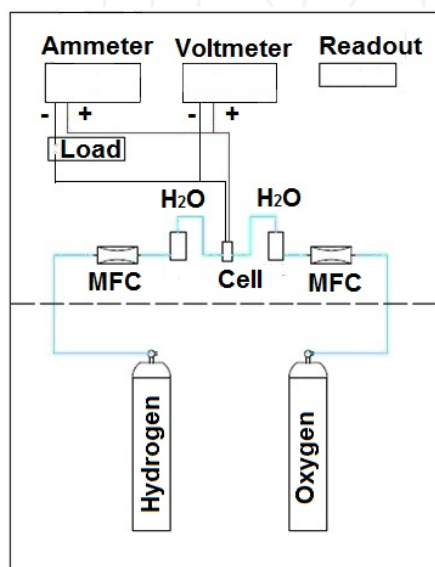 Ammeter Voltmeter Readout
- + - +
Load
H₂O H₂O
MFC Cell MFC
Hydrogen Oxygen